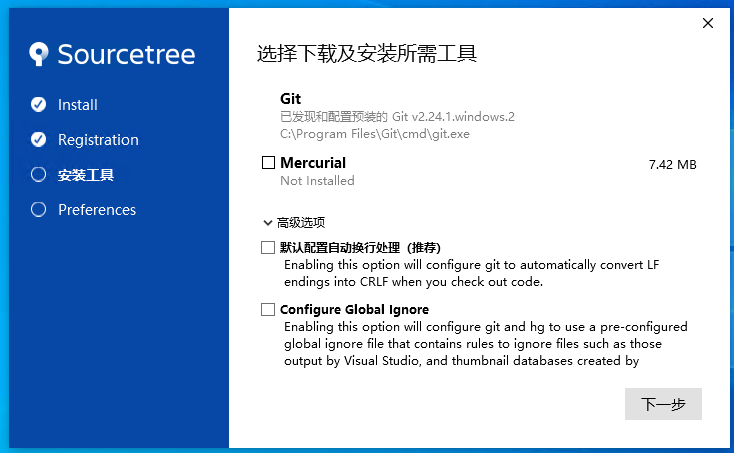 Sourcetree
Install
Registration
安装工具
Preferences
选择下载及安装所需工具
Git
已发现和配置预装的 Git v2.24.1.windows.2
C:\Program Files\Git\cmd\git.exe
Mercurial 7.42 MB
Not Installed
高级选项
默认配置自动换行处理（推荐）
Enabling this option will configure git to automatically convert LF
endings into CRLF when you check out code.
Configure Global Ignore
Enabling this option will configure git and hg to use a pre-configured
global ignore file that contains rules to ignore files such as those
output by Visual Studio, and thumbnail databases created by
下一步